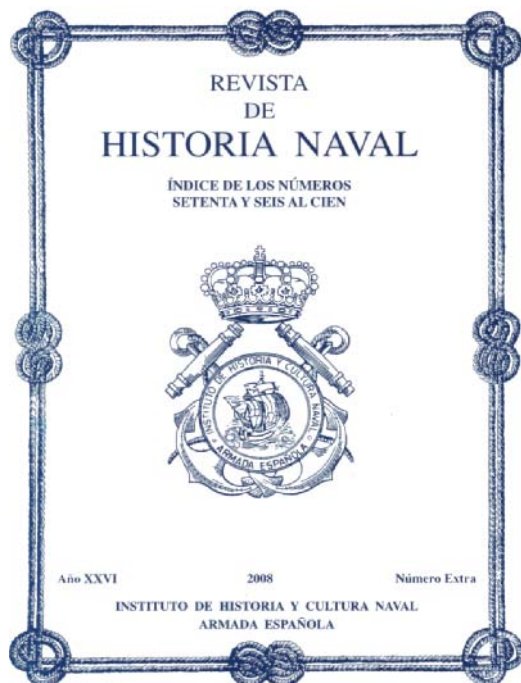 REVISTA
DE
HISTORIA NAVAL
ÍNDICE DE LOS NÚMEROS
SETENTA Y SEIS AL CIEN
INSTITUTO DE HISTORIA Y CULTURA NAVAL
ARMADA ESPAÑOLA
Año XXVI 2008 Número Extra
INSTITUTO DE HISTORIA Y CULTURA NAVAL
ARMADA ESPAÑOLA